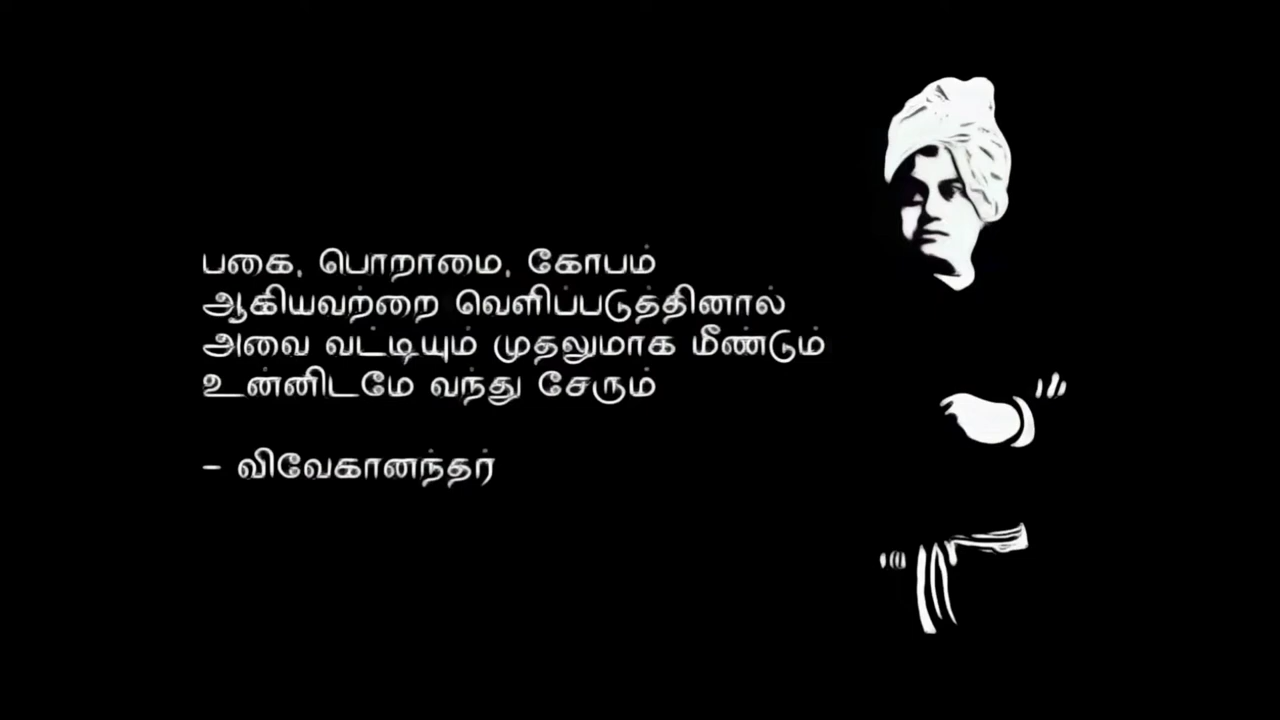 பகை, பொறாமை, கோபம்
ஆகியவற்றை வெளிப்படுத்தினால்
அவை வட்டியும் முதலுமாக மீண்டும்
உன்னிடமே வந்து சேரும்
- விவேகானந்தர்